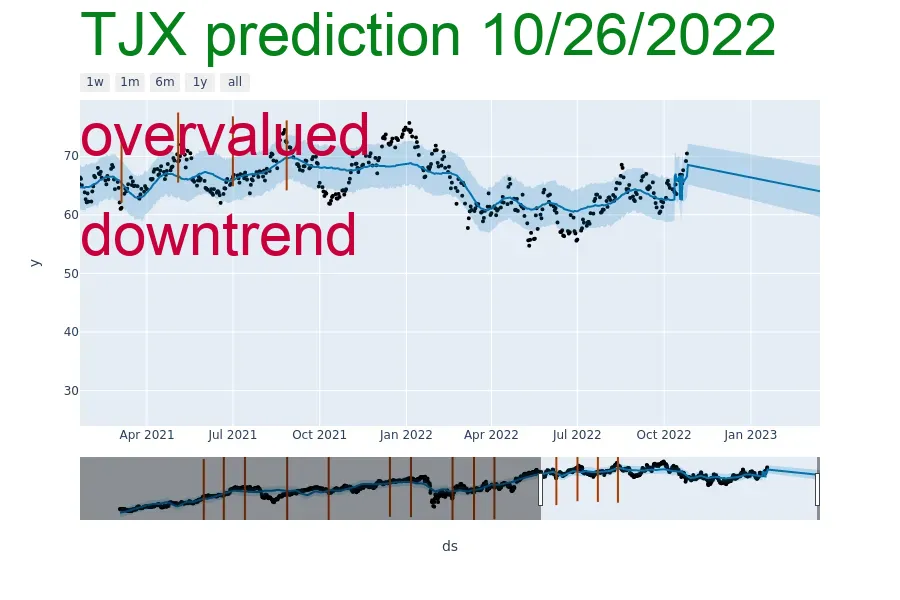 TJX prediction 10/26/2022
1w 1m 6m 1y all
overvalued
70
60
downtrend
y
50
40
30
Apr 2021 Jul 2021 Oct 2021 Jan 2022 Apr 2022 Jul 2022 Oct 2022 Jan 2023
ds